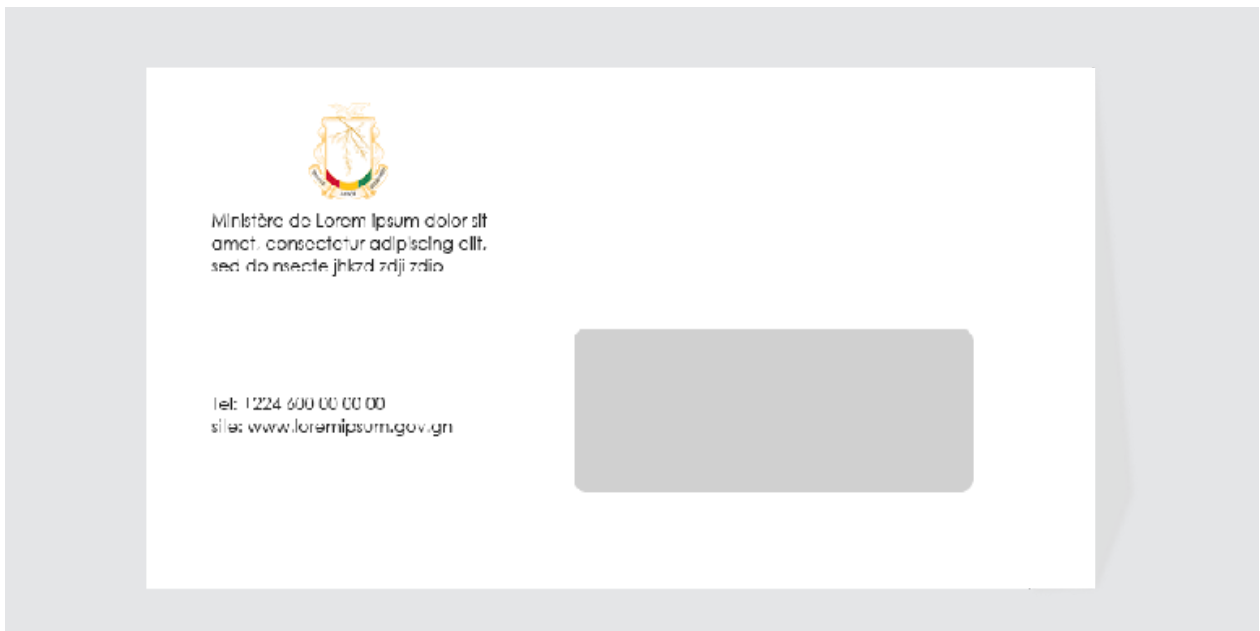 Ministère de Lorem ipsum dolor sit
amet, consectetur adipiscing elit,
sed do nsecte jhkzd zdji zdio
Tel: +224 600 00 00 00
site: www.loremipsum.gov.gn